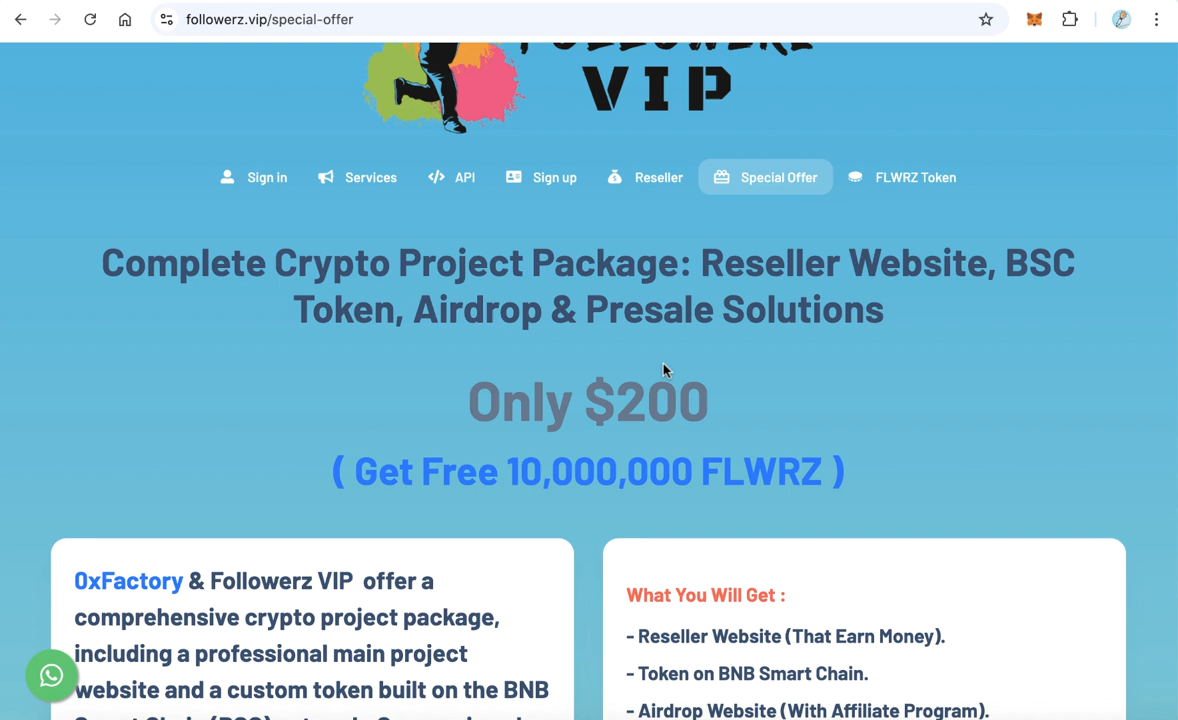 followerz.vip/special-offer
VIP
Sign in
Services
API
Sign up
Reseller
Special Offer
FLWRZ Token
Complete Crypto Project Package: Reseller Website, BSC
Token, Airdrop & Presale Solutions
Only $200
( Get Free 10,000,000 FLWRZ )
0xFactory & Followerz VIP offer a
comprehensive crypto project package,
including a professional main project
website and a custom token built on the BNB
What You Will Get :
- Reseller Website (That Earn Money).
- Token on BNB Smart Chain.
- Airdrop Website (With Affiliate Program).